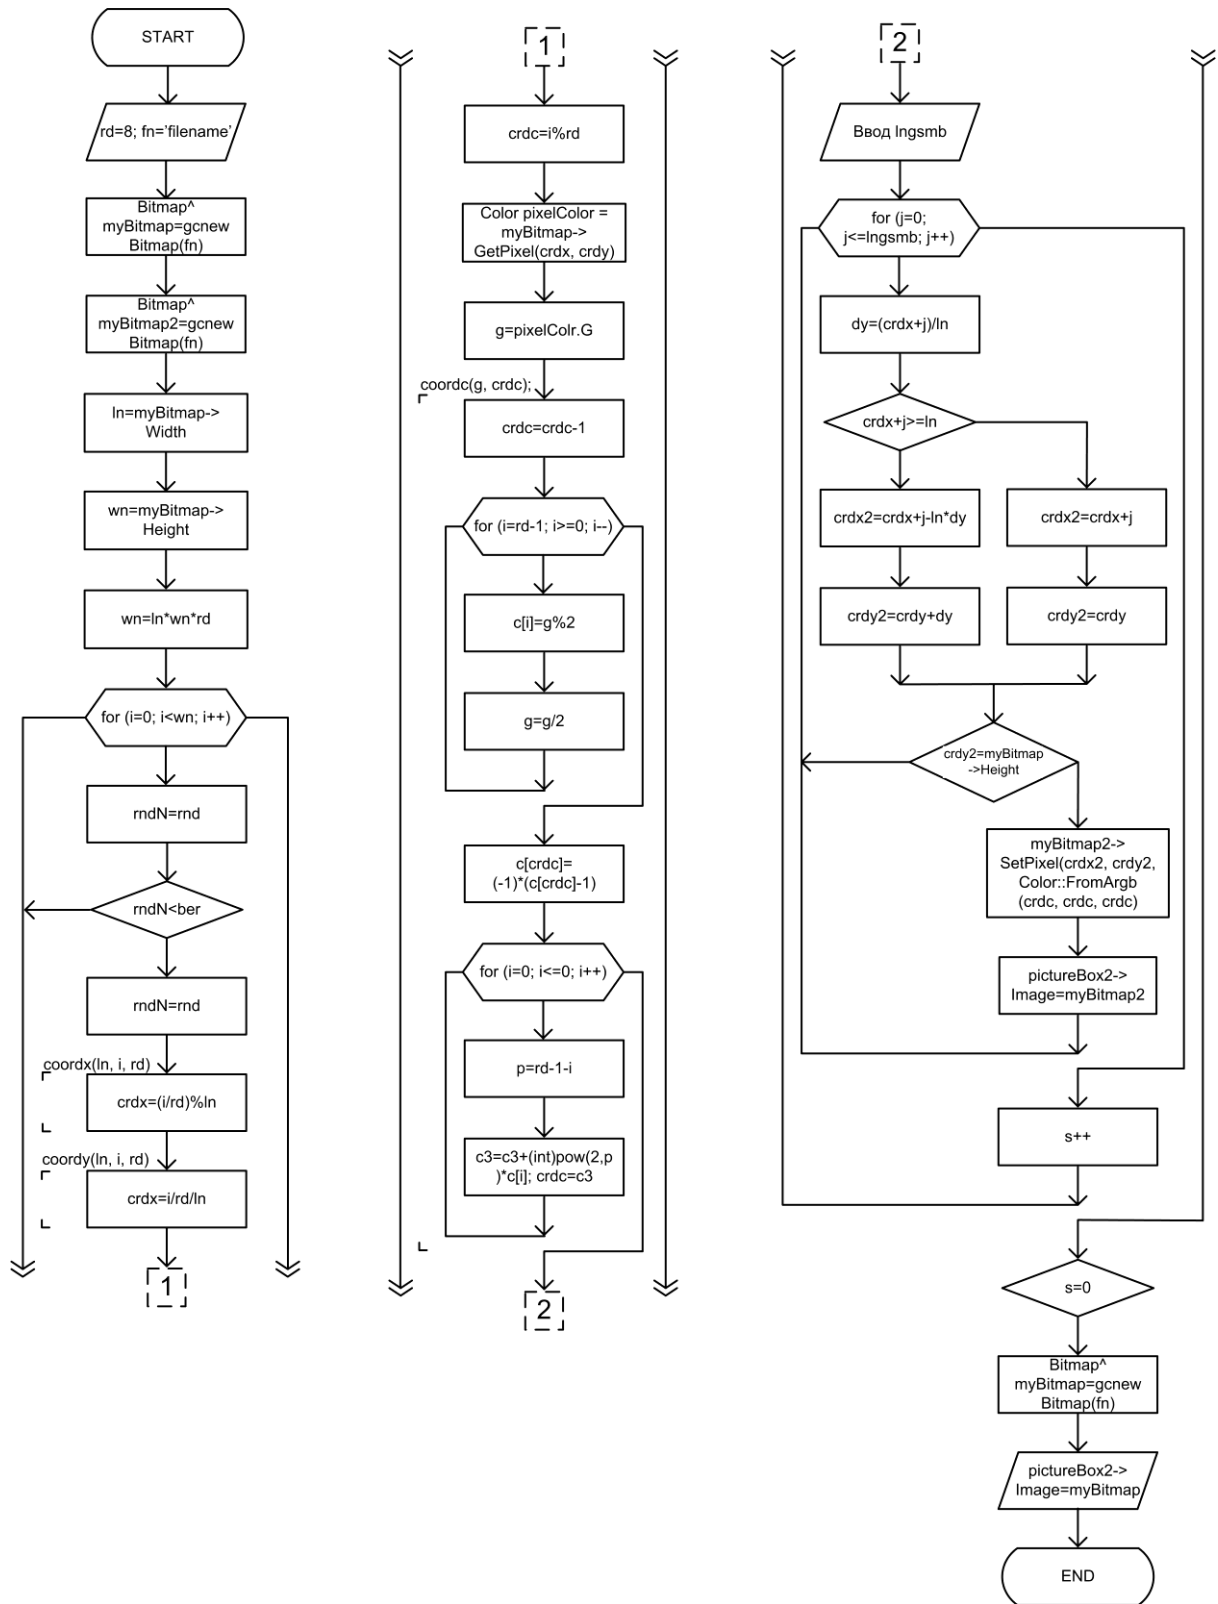 START
rd=8; fn='filename'
Bitmap^
myBitmap=gcnew
Bitmap(fn)
Bitmap^
myBitmap2=gcnew
Bitmap(fn)
ln=myBitmap->
Width
wn=myBitmap->
Height
wn=ln*wn*rd
for (i=0; i<wn; i++)
rndN=rnd
rndN<ber
rndN=rnd
coordx(ln, i, rd)
crdx=(i/rd)%ln
coordy(ln, i, rd)
crdx=i/rd/ln
1
1
crdc=i%rd
Color pixelColor =
myBitmap->
GetPixel(crdx, crdy)
g=pixelColr.G
coordc(g, crdc);
crdc=crdc-1
for (i=rd-1; i>=0; i--)
c[i]=g%2
g=g/2
c[crdc]=
(-1)*(c[crdc]-1)
for (i=0; i<=0; i++)
p=rd-1-i
c3=c3+(int)pow(2,p
)*c[i]; crdc=c3
2
2
Ввод lngsmb
for (j=0;
j<=lngsmb; j++)
dy=(crdx+j)/ln
crdx+j>=ln
crdx2=crdx+j-ln*dy
crdx2=crdx+j
crdy2=crdy+dy
crdy2=crdy
crdy2=myBitmap
->Height
myBitmap2->
SetPixel(crdx2, crdy2,
Color::FromArgb
(crdc, crdc, crdc)
pictureBox2->
Image=myBitmap2
s++
s=0
Bitmap^
myBitmap=gcnew
Bitmap(fn)
pictureBox2->
Image=myBitmap
END